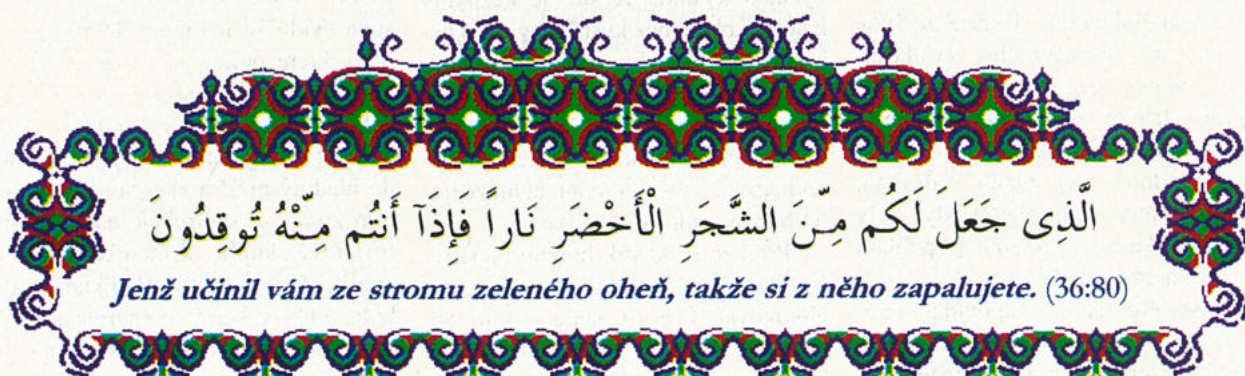 الَّذِى جَعَلَ لَكُم مِـّنَ الشَّجَرَ الْأَخْضَرَ نَاراً فَإِذَآ أَنتُم مِـّنْهُ تُوقِدُونَ
Jenž učinil vám ze stromu zeleného oheň, takže si z něho zapalujete. (36:80)